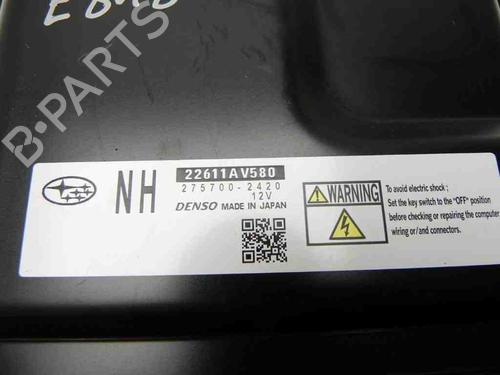 B-PARTS
NH
22611AV580
275700-2420
12V
DENSO MADE IN JAPAN
WARNING
To avoid electric shock ;
Set the key switch to the "OFF" position
before checking or repairing the computer
wiring or/and connectors.